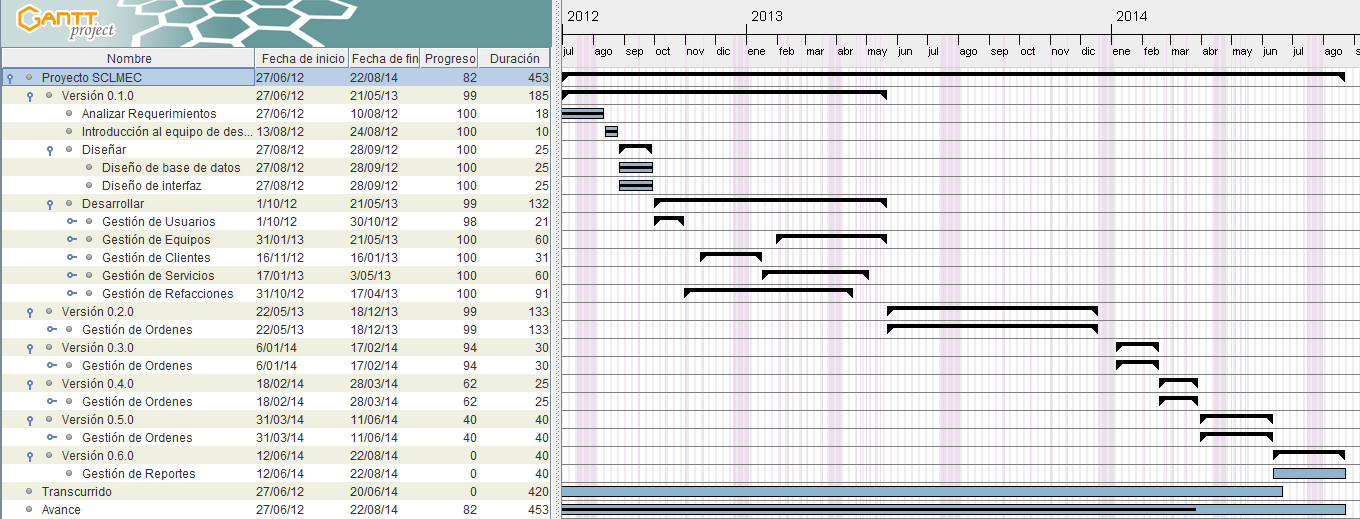 GANTT project
2012 2013 2014
jul ago sep oct nov dic ene feb mar abr may jun jul ago sep oct nov dic ene feb mar abr may jun jul ago s
Nombre Fecha de inicio Fecha de fin Progreso Duración
Proyecto SCLMEC 27/06/12 22/08/14 82 453
Versión 0.1.0 27/06/12 21/05/13 99 185
Analizar Requerimientos 27/06/12 10/08/12 100 18
Introducción al equipo de des... 13/08/12 24/08/12 100 10
Diseñar 27/08/12 28/09/12 100 25
Diseño de base de datos 27/08/12 28/09/12 100 25
Diseño de interfaz 27/08/12 28/09/12 100 25
Desarrollar 1/10/12 21/05/13 99 132
Gestión de Usuarios 1/10/12 30/10/12 98 21
Gestión de Equipos 31/01/13 21/05/13 100 60
Gestión de Clientes 16/11/12 16/01/13 100 31
Gestión de Servicios 17/01/13 3/05/13 100 60
Gestión de Refacciones 31/10/12 17/04/13 100 91
Versión 0.2.0 22/05/13 18/12/13 99 133
Gestión de Ordenes 22/05/13 18/12/13 99 133
Versión 0.3.0 6/01/14 17/02/14 94 30
Gestión de Ordenes 6/01/14 17/02/14 94 30
Versión 0.4.0 18/02/14 28/03/14 62 25
Gestión de Ordenes 18/02/14 28/03/14 62 25
Versión 0.5.0 31/03/14 11/06/14 40 40
Gestión de Ordenes 31/03/14 11/06/14 40 40
Versión 0.6.0 12/06/14 22/08/14 0 40
Gestión de Reportes 12/06/14 22/08/14 0 40
Transcurrido 27/06/12 20/06/14 0 420
Avance 27/06/12 22/08/14 82 453